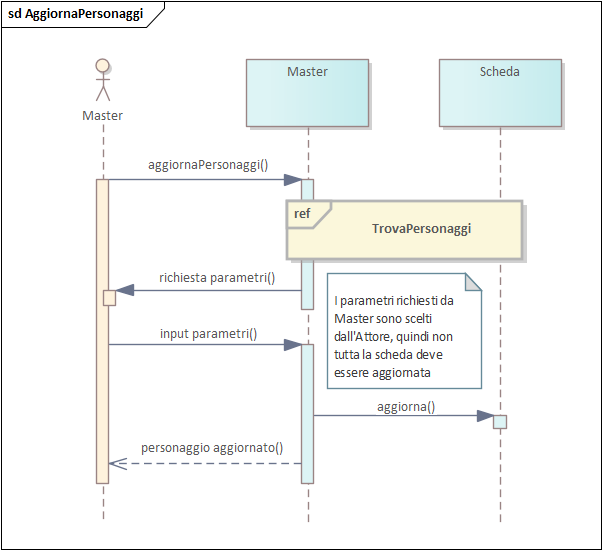 sd AggiornaPersonaggi
Master
Master
Scheda
aggiornaPersonaggi()
ref
TrovaPersonaggi
richiesta parametri()
I parametri richiesti da
Master sono scelti
dall'Attore, quindi non
tutta la scheda deve
essere aggiornata
input parametri()
aggiorna()
personaggio aggiornato()